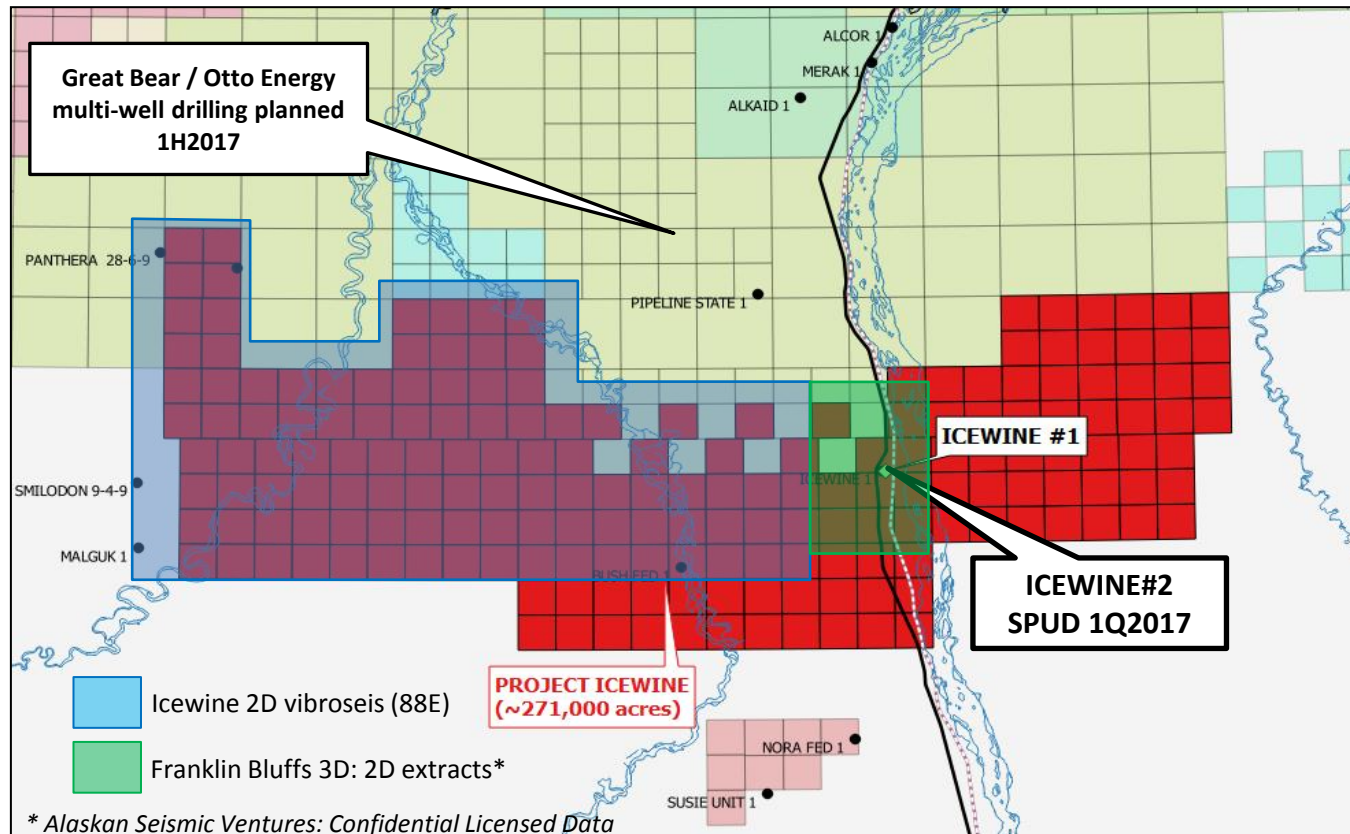 ALCOR 1
Great Bear / Otto Energy
multi-well drilling planned
1H2017
MERAK 1
ALKAID 1
PANTHERA 28-6-9
PIPELINE STATE 1
ICEWINE #1
ICEWINE 1
SMILODON 9-4-9
MALGUK 1
BUSH FED 1
ICEWINE#2
SPUD 1Q2017
PROJECT ICEWINE
(~271,000 acres)
Icewine 2D vibroseis (88E)
NORA FED 1
Franklin Bluffs 3D: 2D extracts*
SUSIE UNIT 1
* Alaskan Seismic Ventures: Confidential Licensed Data